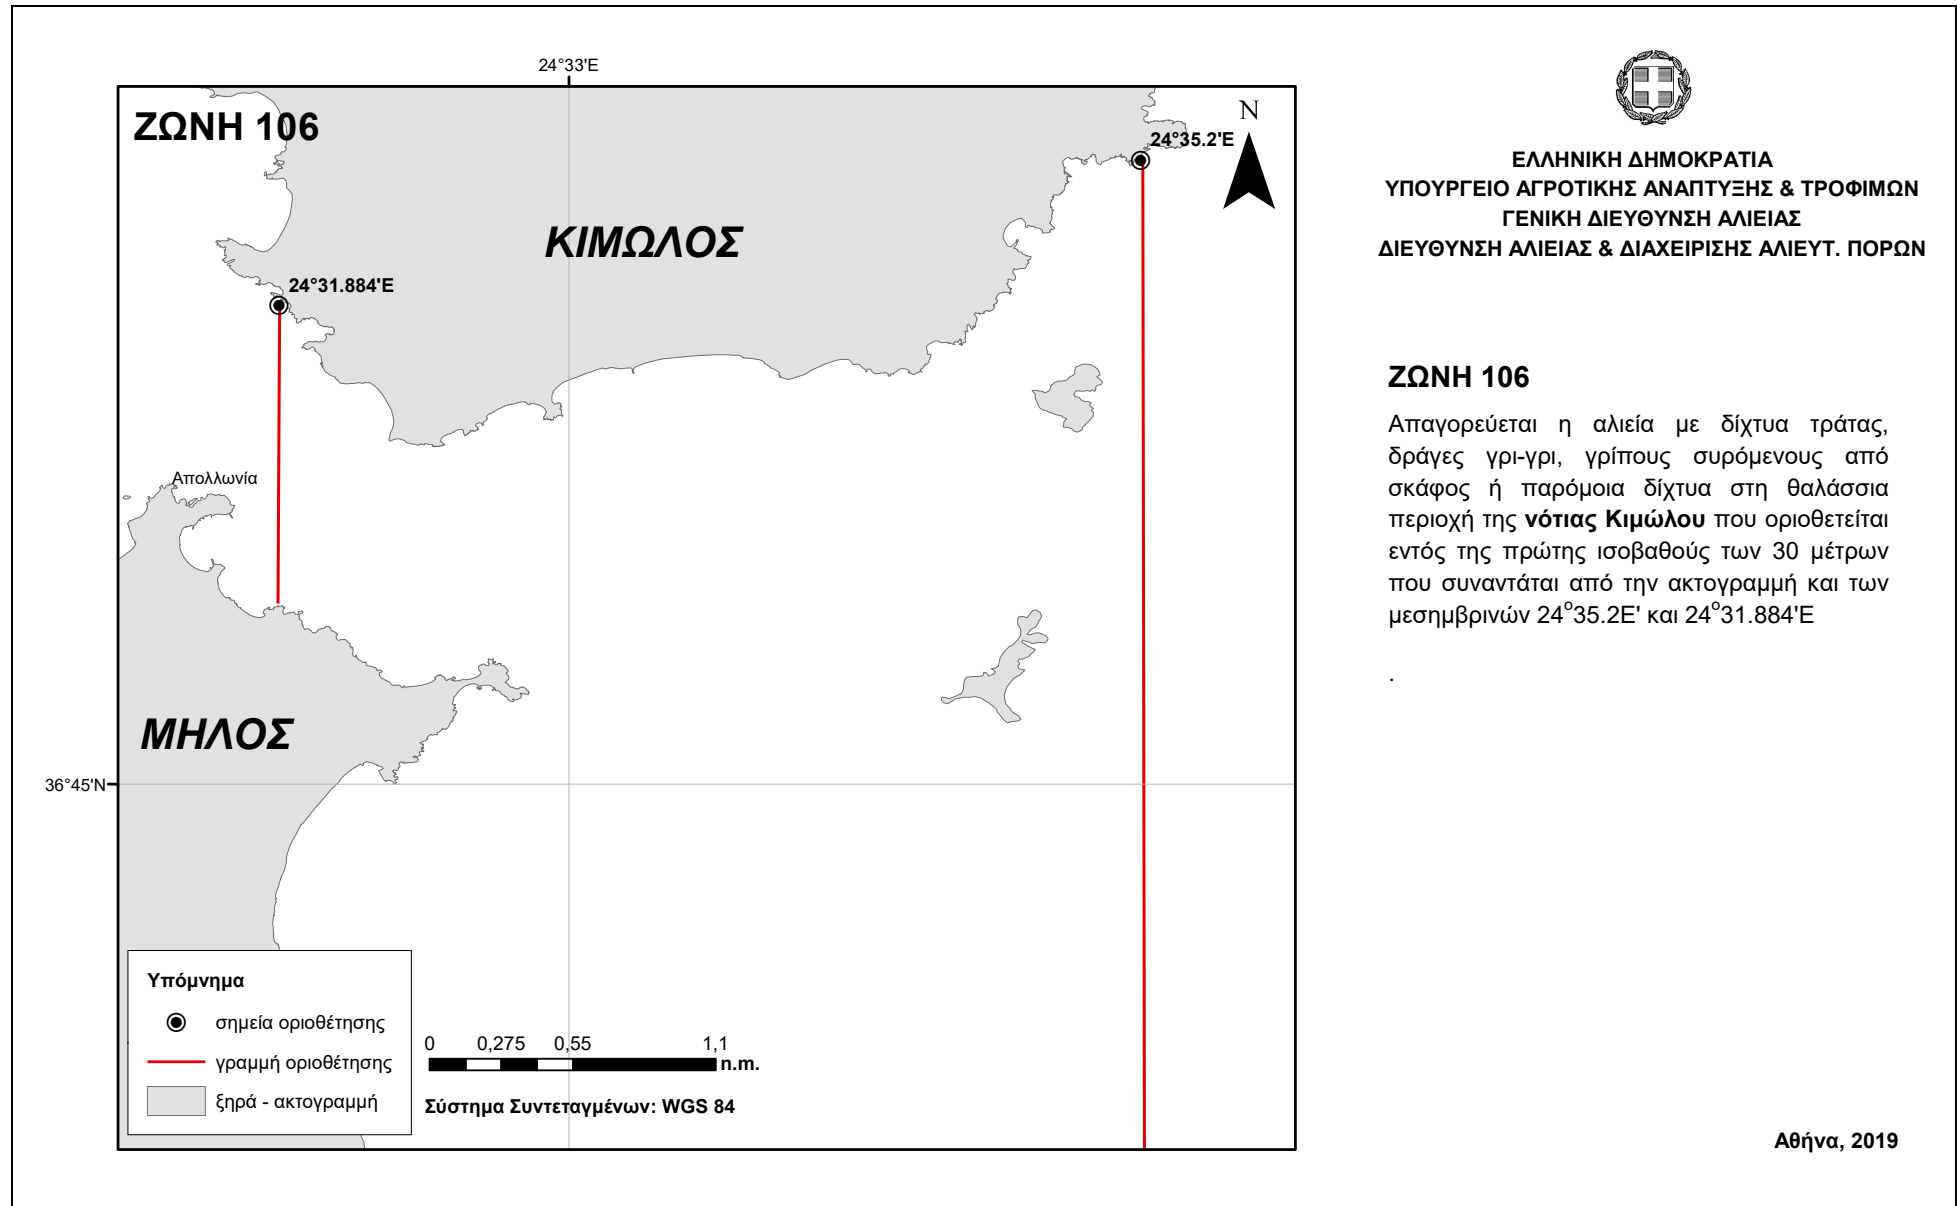 24°33'E
ΖΩΝΗ 106
N
24°35.2'E
ΚΙΜΩΛΟΣ
24°31.884'E
Απολλωνία
ΜΗΛΟΣ
36°45'N
Υπόμνημα
σημεία οριοθέτησης
γραμμή οριοθέτησης
ξηρά - ακτογραμμή
0 0,275 0,55 1,1
n.m.
Σύστημα Συντεταγμένων: WGS 84
ΕΛΛΗΝΙΚΗ ΔΗΜΟΚΡΑΤΙΑ
ΥΠΟΥΡΓΕΙΟ ΑΓΡΟΤΙΚΗΣ ΑΝΑΠΤΥΞΗΣ & ΤΡΟΦΙΜΩΝ
ΓΕΝΙΚΗ ΔΙΕΥΘΥΝΣΗ ΑΛΙΕΙΑΣ
ΔΙΕΥΘΥΝΣΗ ΑΛΙΕΙΑΣ & ΔΙΑΧΕΙΡΙΣΗΣ ΑΛΙΕΥΤ. ΠΟΡΩΝ
ΖΩΝΗ 106
Απαγορεύεται η αλιεία με δίχτυα τράτας,
δράγες γρι-γρι, γρίπους συρόμενους από
σκάφος ή παρόμοια δίχτυα στη θαλάσσια
περιοχή της νότιας Κιμώλου που οριοθετείται
εντός της πρώτης ισοβαθούς των 30 μέτρων
που συναντάται από την ακτογραμμή και των
μεσημβρινών 24°35.2Ε' και 24°31.884'Ε
.
Αθήνα, 2019